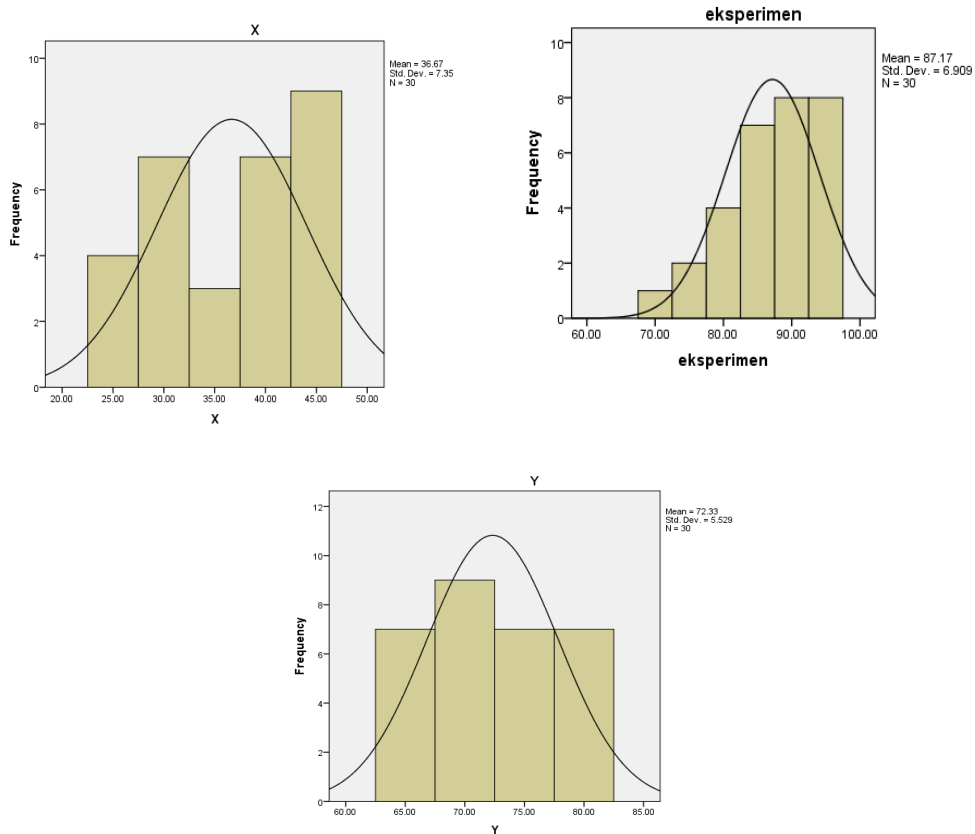 X
Mean = 36.67
Std. Dev. = 7.35
N = 30
10
8
6
4
2
0
Frequency
20.00 25.00 30.00 35.00 40.00 45.00 50.00
X
eksperimen
Mean = 87.17
Std. Dev. = 6.909
N = 30
10
8
6
4
2
0
Frequency
60.00 70.00 80.00 90.00 100.00
eksperimen
Y
Mean = 72.33
Std. Dev. = 5.529
N = 30
12
10
8
6
4
2
0
Frequency
60.00 65.00 70.00 75.00 80.00 85.00
Y